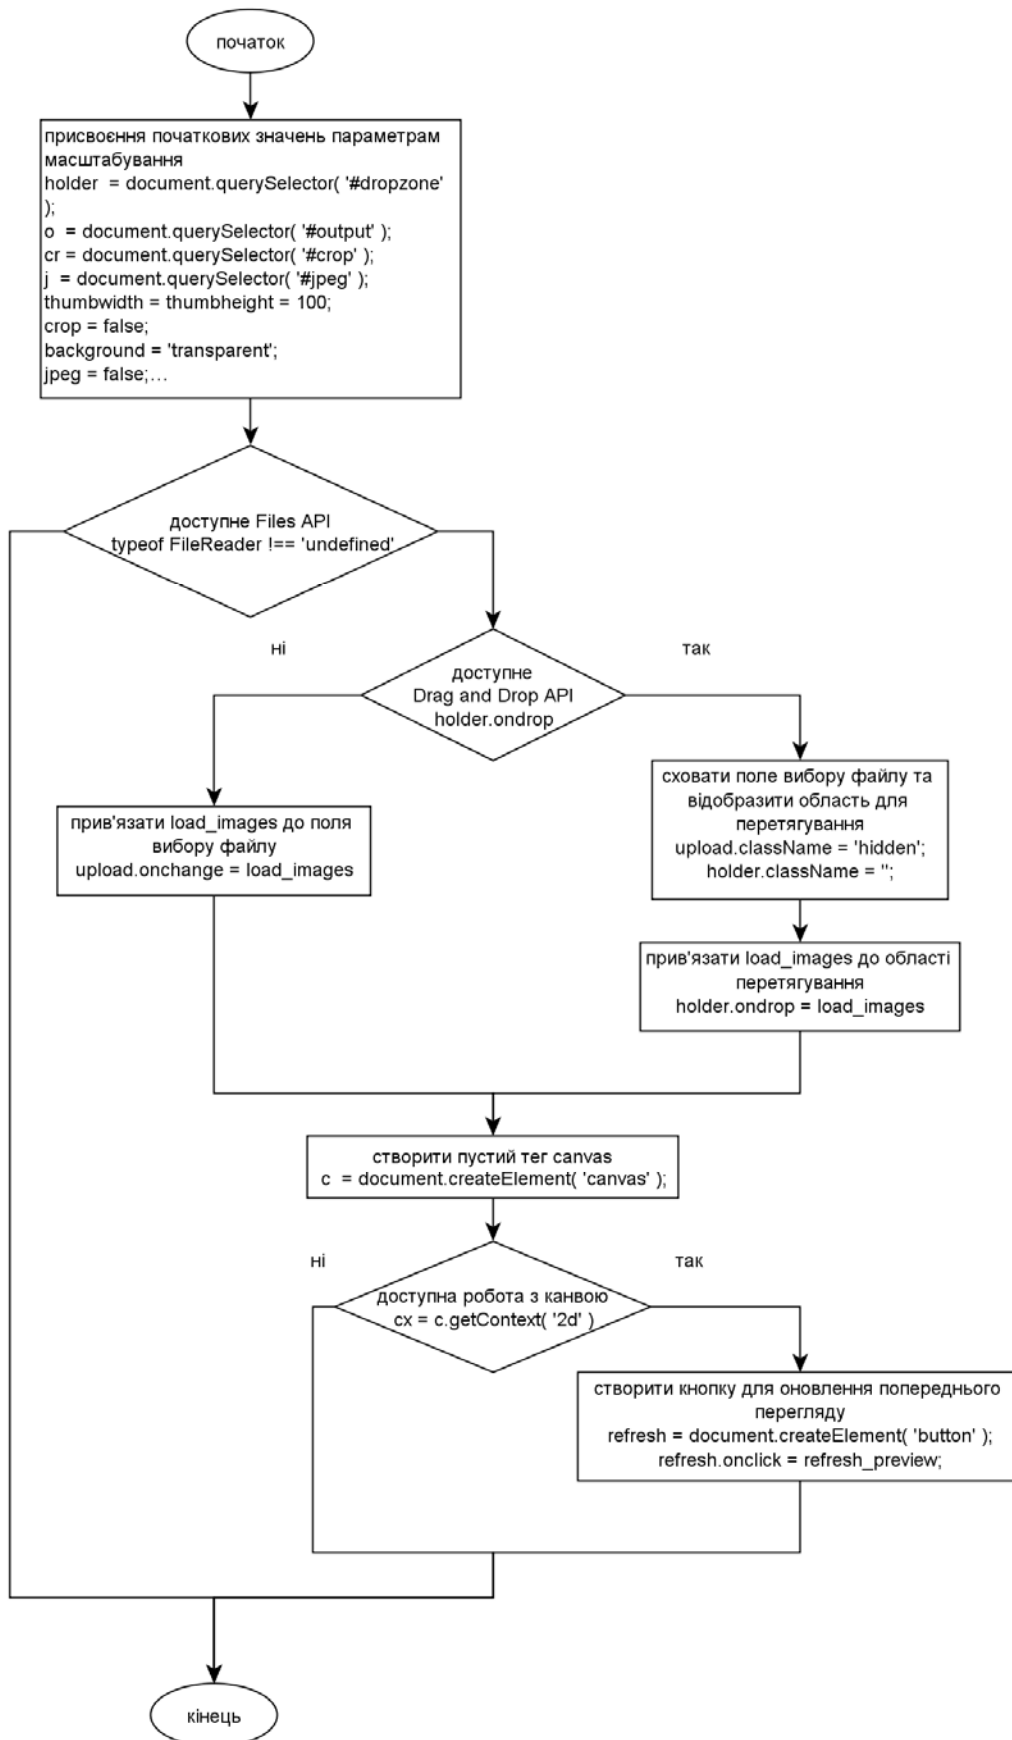 початок
присвоєння початкових значень параметрам
масштабування
holder  = document.querySelector( '#dropzone'
);
o  = document.querySelector( '#output' );
cr = document.querySelector( '#crop' );
j  = document.querySelector( '#jpeg' );
thumbwidth = thumbheight = 100;
crop = false;
background = 'transparent';
jpeg = false;…
доступне Files API
typeof FileReader !== 'undefined'
ні
так
доступне
Drag and Drop API
holder.ondrop
прив'язати load_images до поля
вибору файлу
upload.onchange = load_images
сховати поле вибору файлу та
відобразити область для
перетягування
upload.className = 'hidden';
holder.className = '';
прив'язати load_images до області
перетягування
holder.ondrop = load_images
створити пустий тег canvas
c  = document.createElement( 'canvas' );
ні
так
доступна робота з канвою
cx = c.getContext( '2d' )
створити кнопку для оновлення попереднього
перегляду
refresh = document.createElement( 'button' );
refresh.onclick = refresh_preview;
кінець